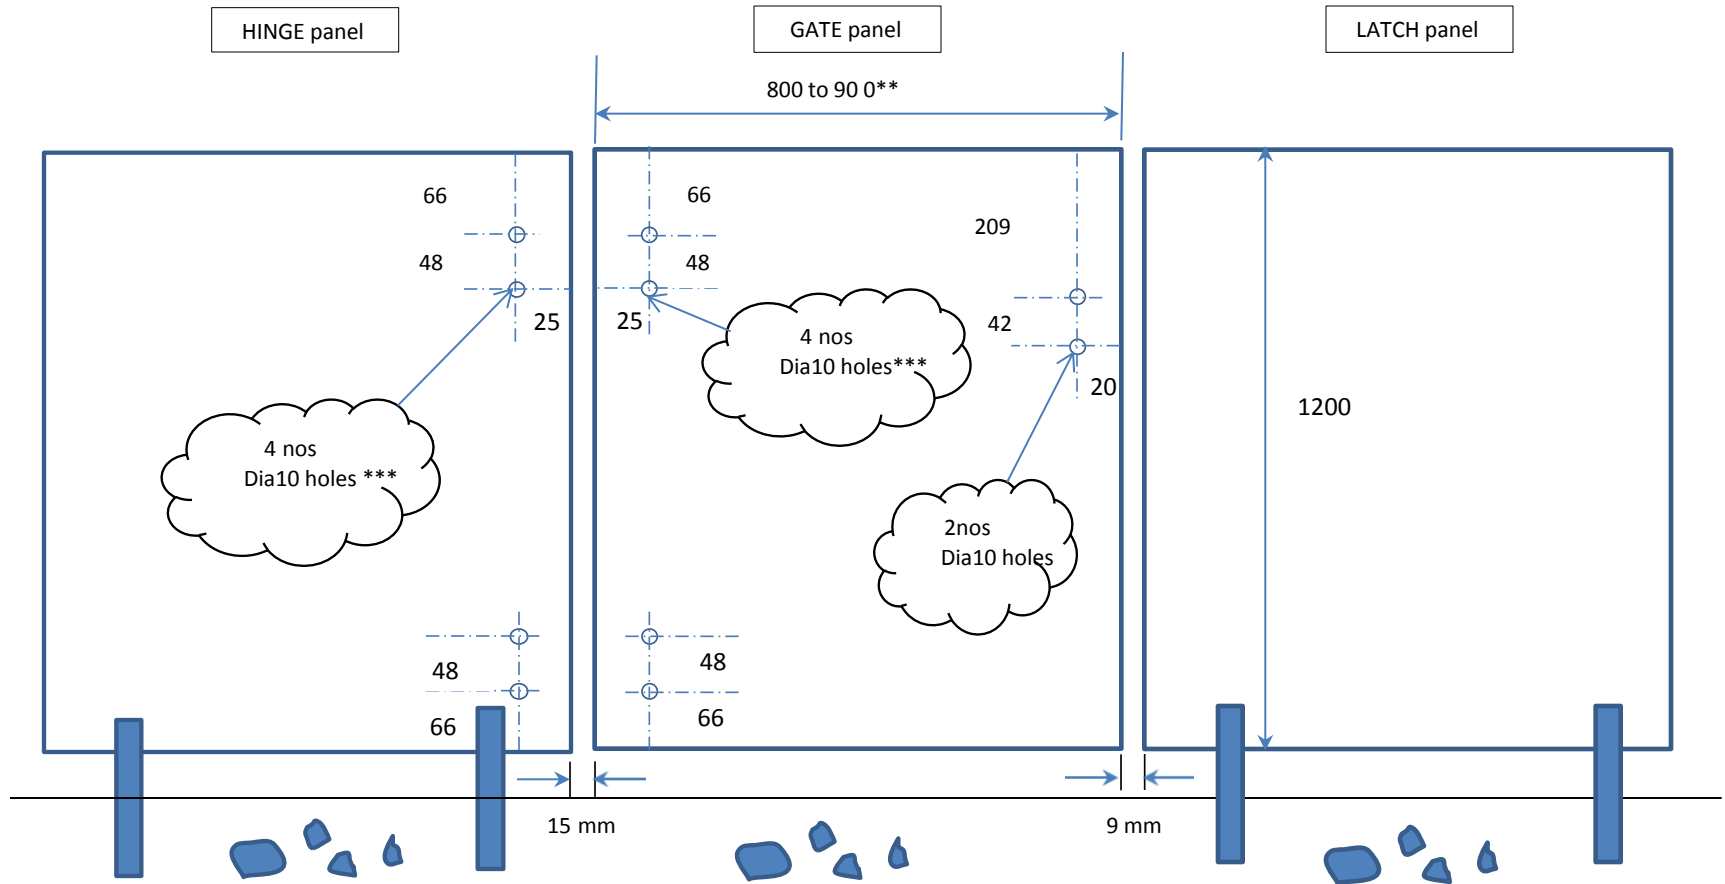 HINGE panel
GATE panel
LATCH panel
800 to 90 0**
66
66
209
48
48
25
25
42
4 nos
Dia10 holes***
20
1200
4 nos
Dia10 holes ***
2nos
Dia10 holes
48
48
66
66
15 mm
9 mm